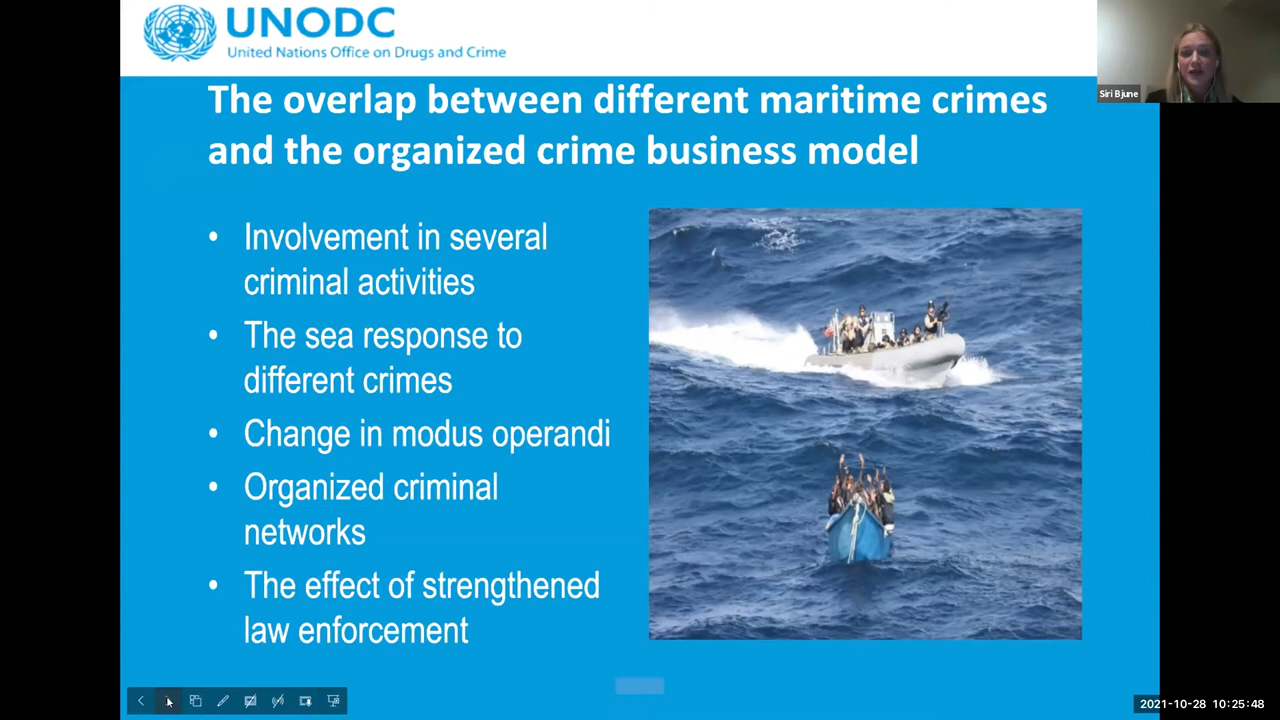 UNODC
United Nations Office on Drugs and Crime
Siri Bjune
The overlap between different maritime crimes
and the organized crime business model
• Involvement in several
criminal activities
• The sea response to
different crimes
• Change in modus operandi
• Organized criminal
networks
• The effect of strengthened
law enforcement
2021-10-28 10:25:48